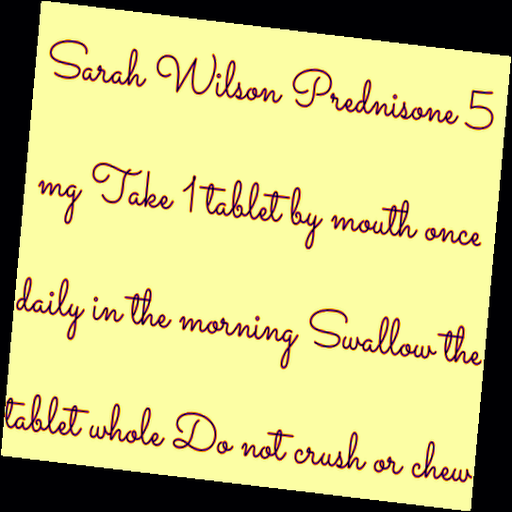 Sarah Wilson Prednisone 5
mg Take 1 tablet by mouth once
daily in the morning Swallow the
tablet whole Do not crush or chew